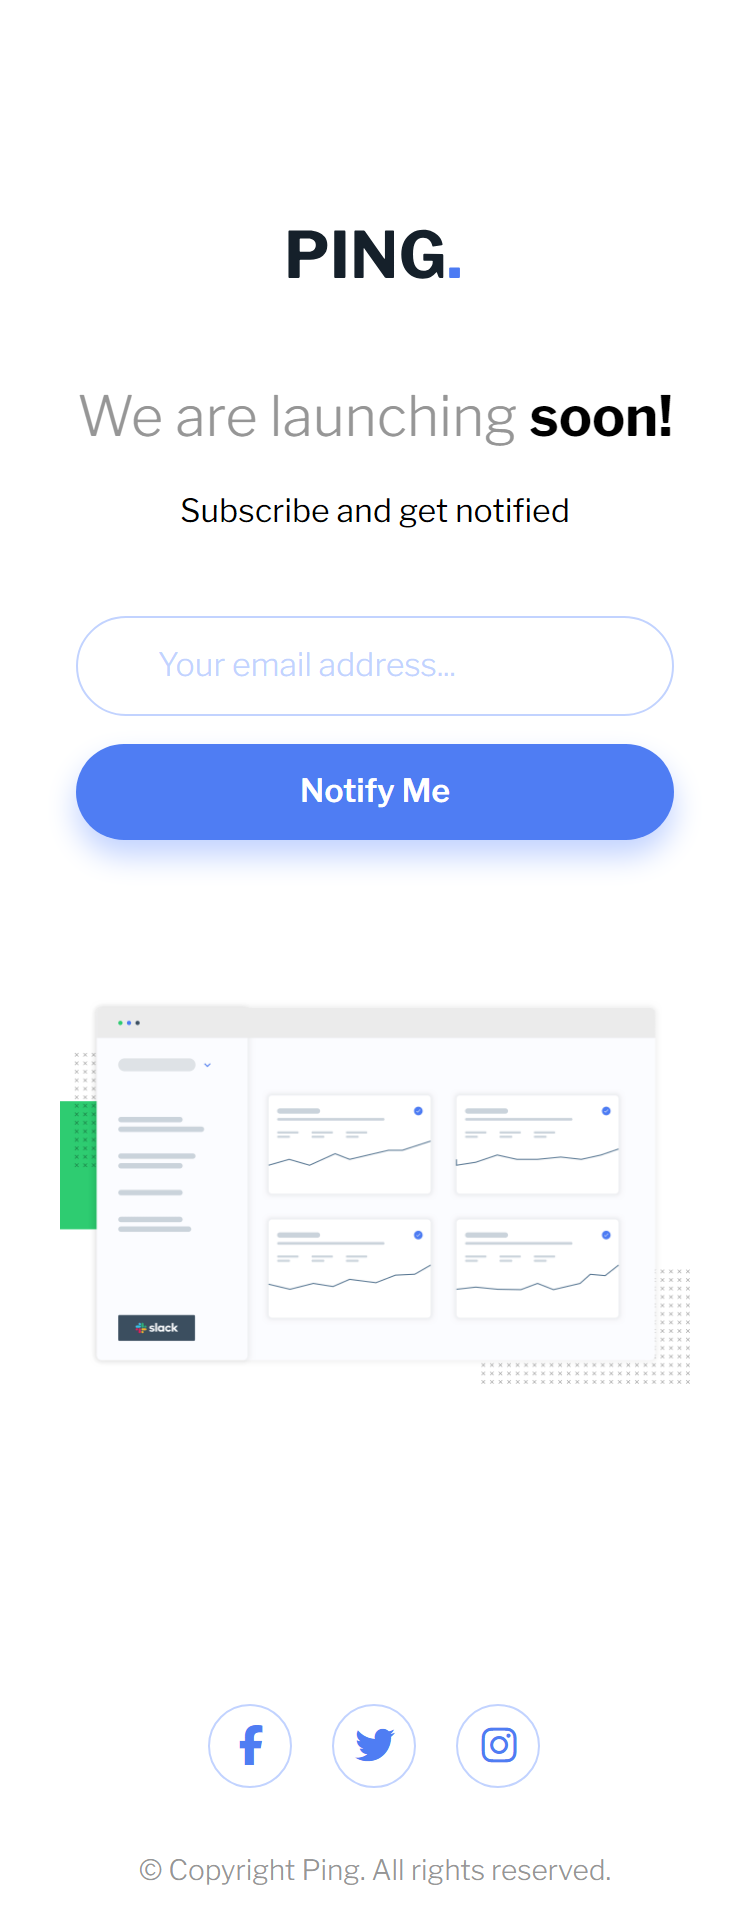 PING.
We are launching soon!
Subscribe and get notified
Your email address...
Notify Me
slack
© Copyright Ping. All rights reserved.